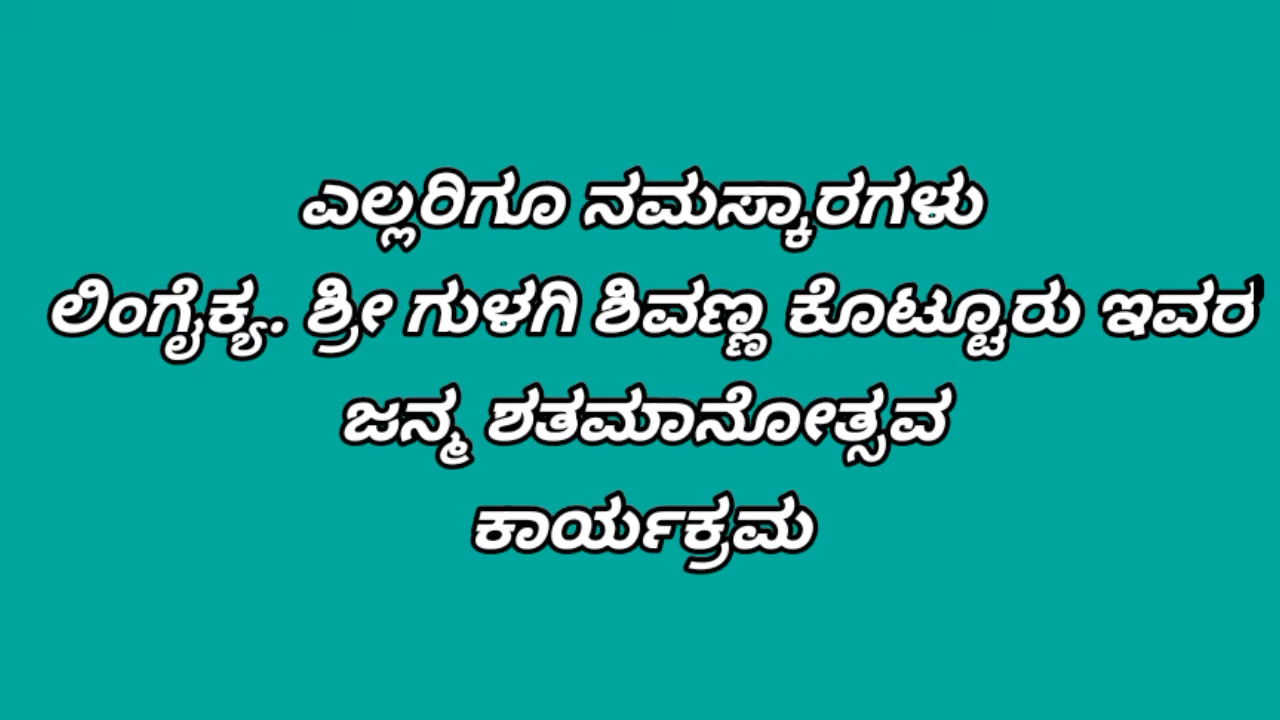 ಎಲ್ಲರಿಗೂ ನಮಸ್ಕಾರಗಳು
ಲಿಂಗೈಕ್ಯ. ಶ್ರೀ ಗುಳಗಿ ಶಿವಣ್ಣ ಕೊಟ್ಟೂರು ಇವರ
ಜನ್ಮ ಶತಮಾನೋತ್ಸವ
ಕಾರ್ಯಕ್ರಮ